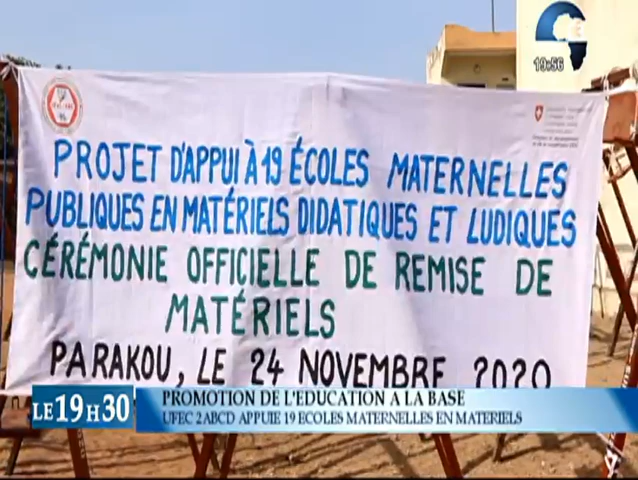 19:56
PROJET D'APPUI À 19 ÉCOLES MATERNELLES
PUBLIQUES EN MATÉRIELS DIDATIQUES ET LUDIQUES
CÉRÉMONIE OFFICIELLE DE REMISE DE
MATÉRIELS
PARAKOU, LE 24 NOVEMBRE 2020
LE 19 H 30
PROMOTION DE L'EDUCATION A LA BASE
UFEC 2ABCD APPUIE 19 ECOLES MATERNELLES EN MATERIELS